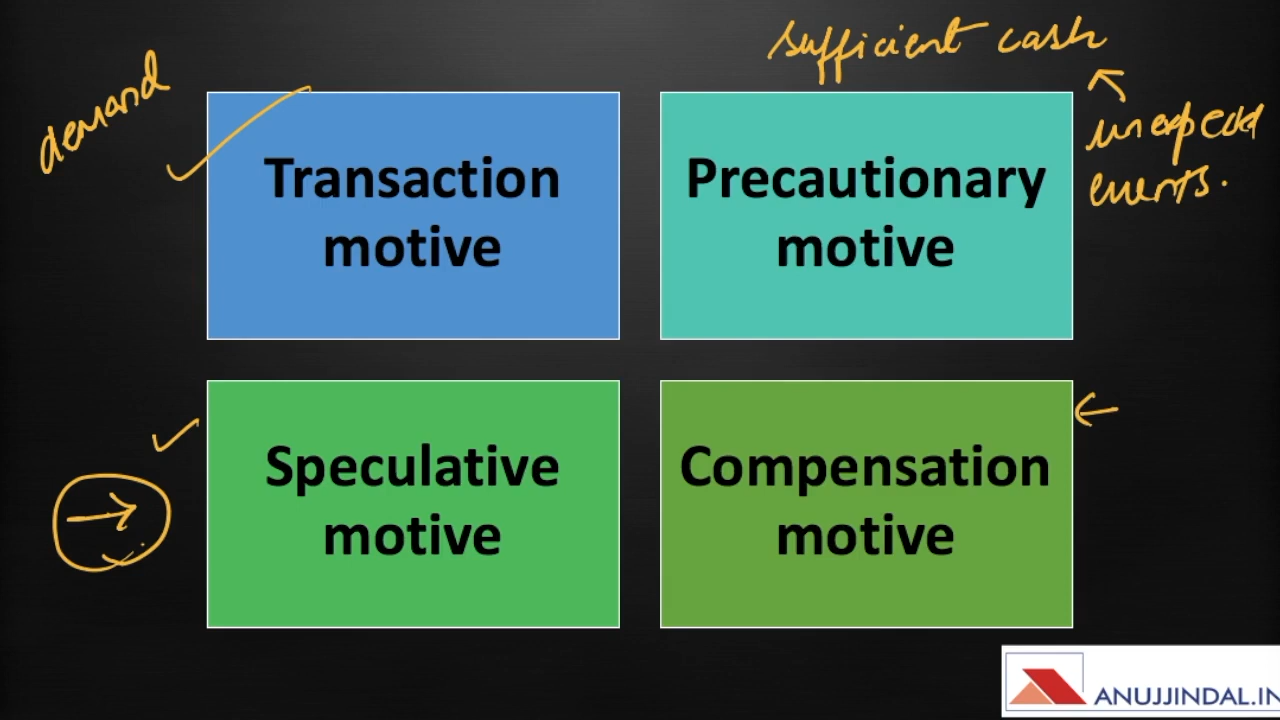 sufficient cash
demand
unexpected
events.
Transaction
motive
Precautionary
motive
Speculative
motive
Compensation
motive
ANUJJINDAL.IN